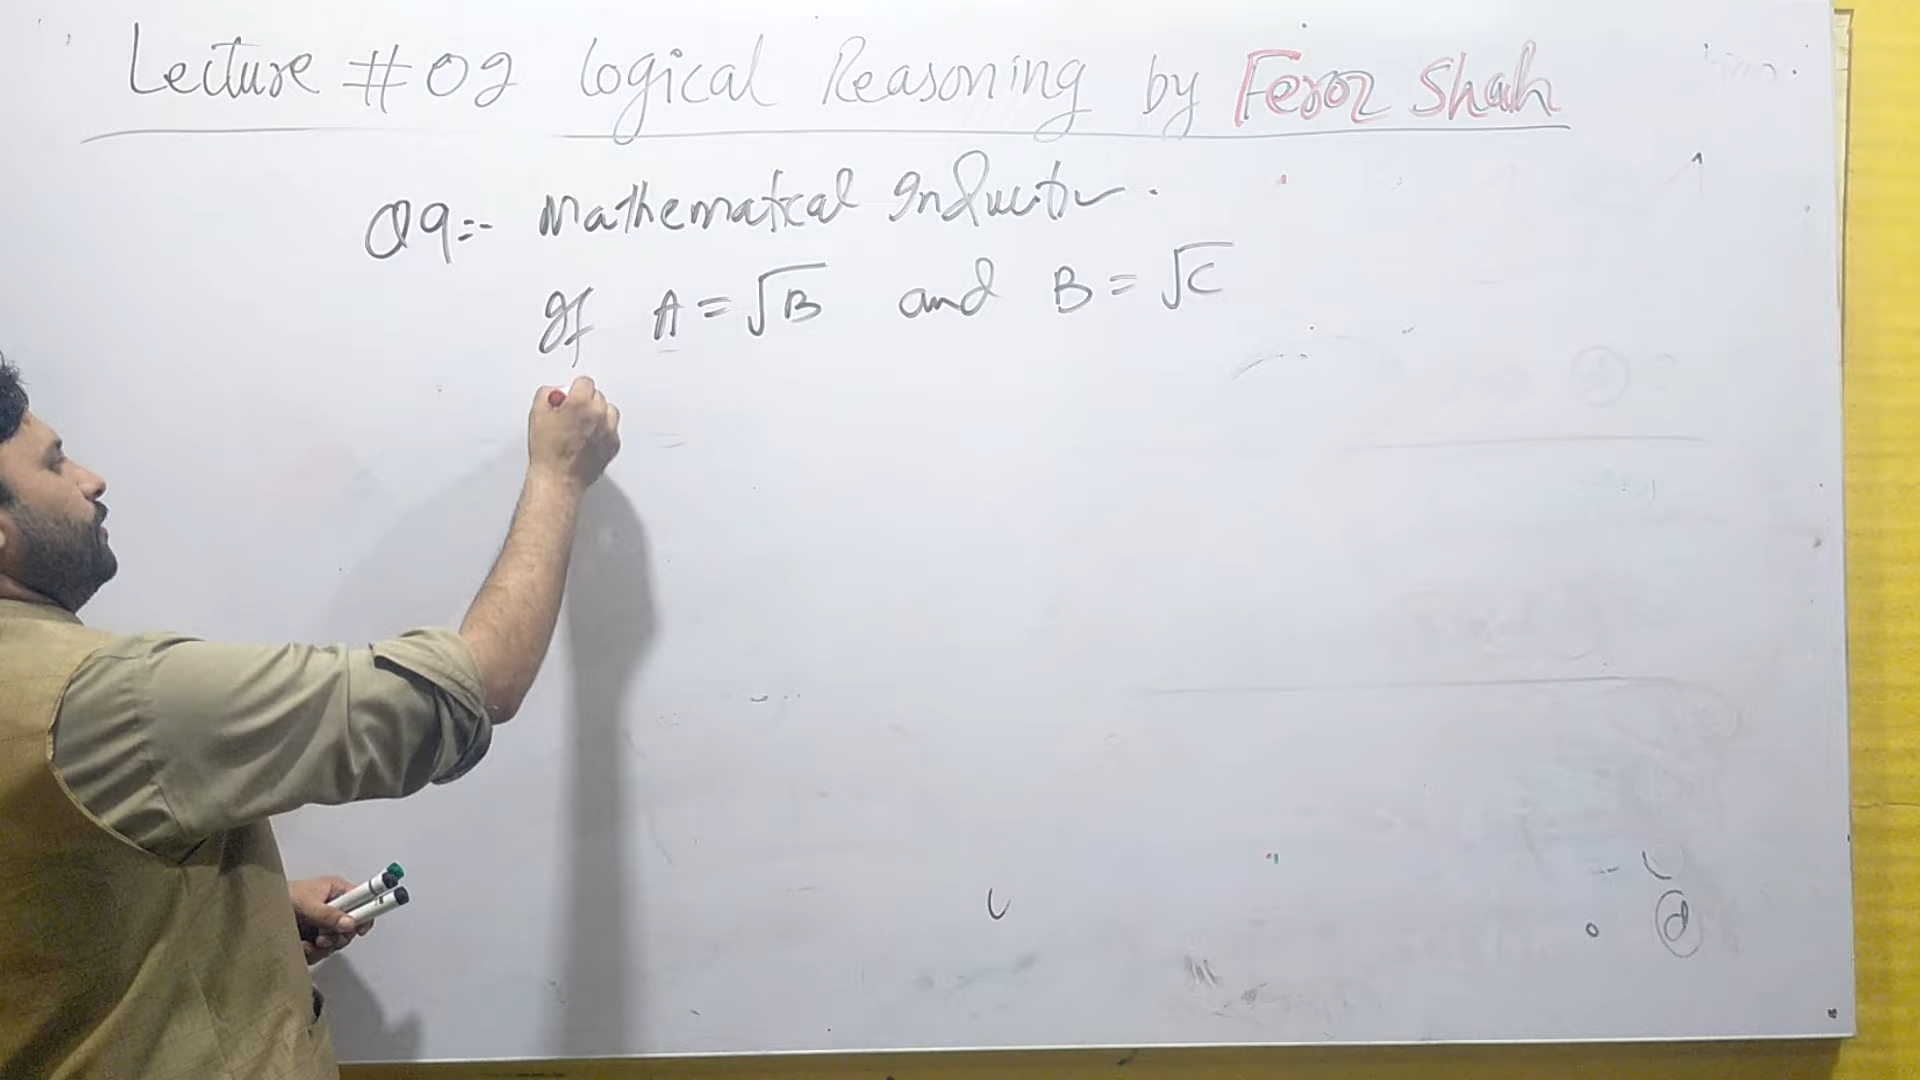 Lecture #09 Logical Reasoning by Feroz Shah
Q9:- Mathematical Induction.
If A = √B and B = √C
d